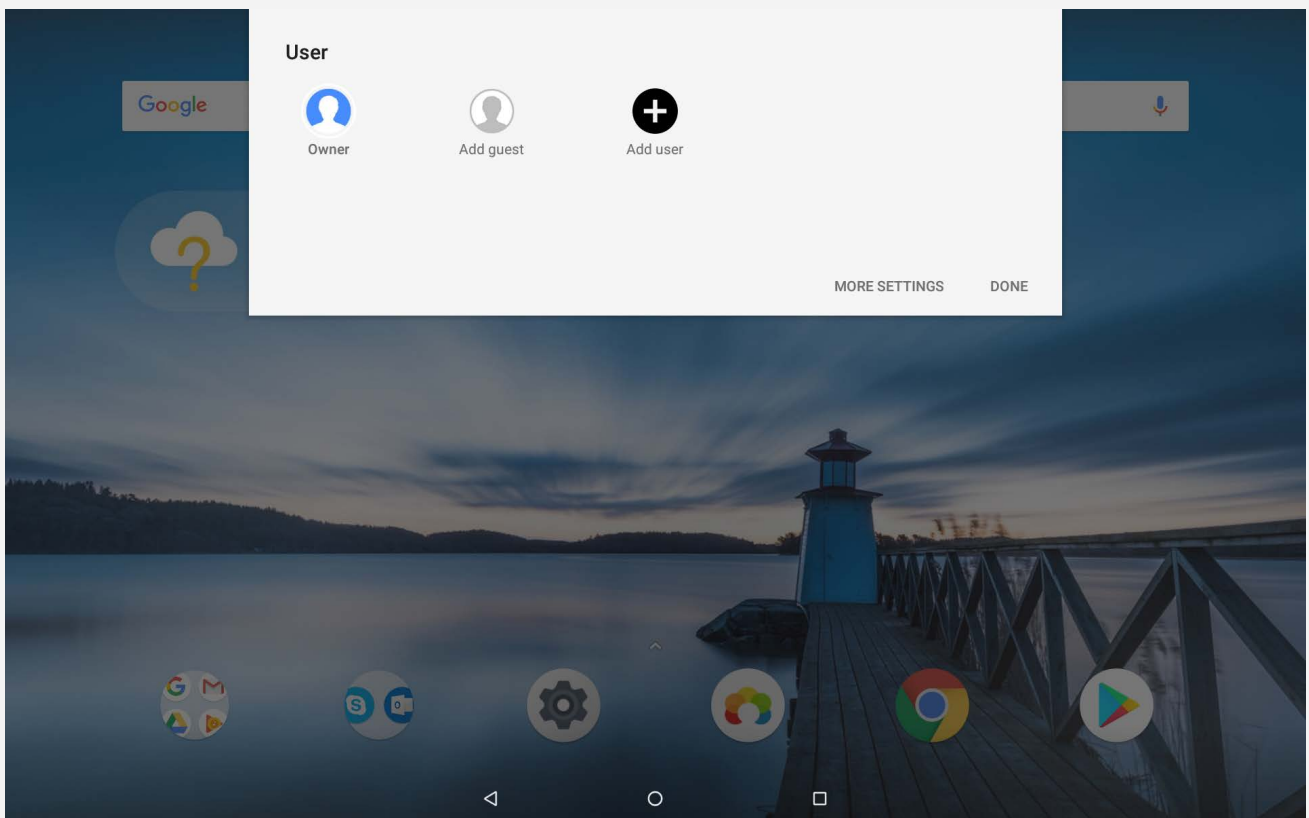 User
Google
Owner
Add guest
Add user
MORE SETTINGS
DONE